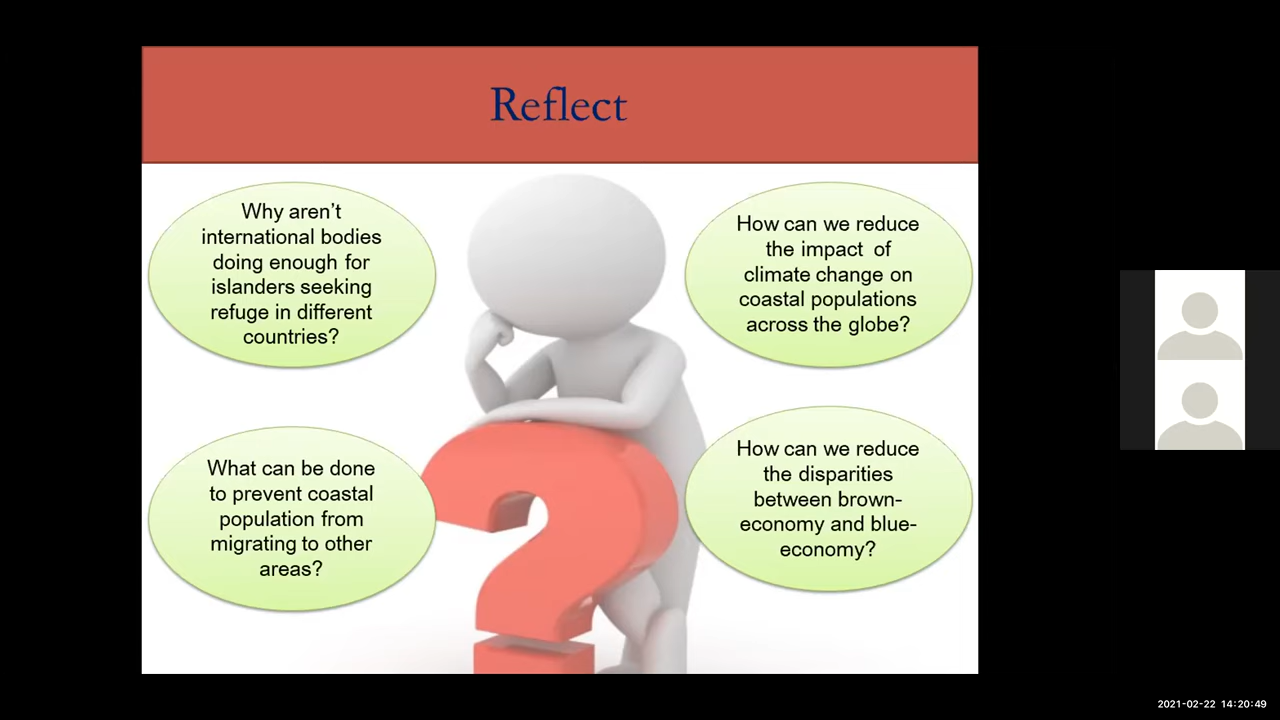 Reflect
Why aren’t
international bodies
doing enough for
islanders seeking
refuge in different
countries?
How can we reduce
the impact of
climate change on
coastal populations
across the globe?
What can be done
to prevent coastal
population from
migrating to other
areas?
How can we reduce
the disparities
between brown-
economy and blue-
economy?
2021-02-22 14:20:49